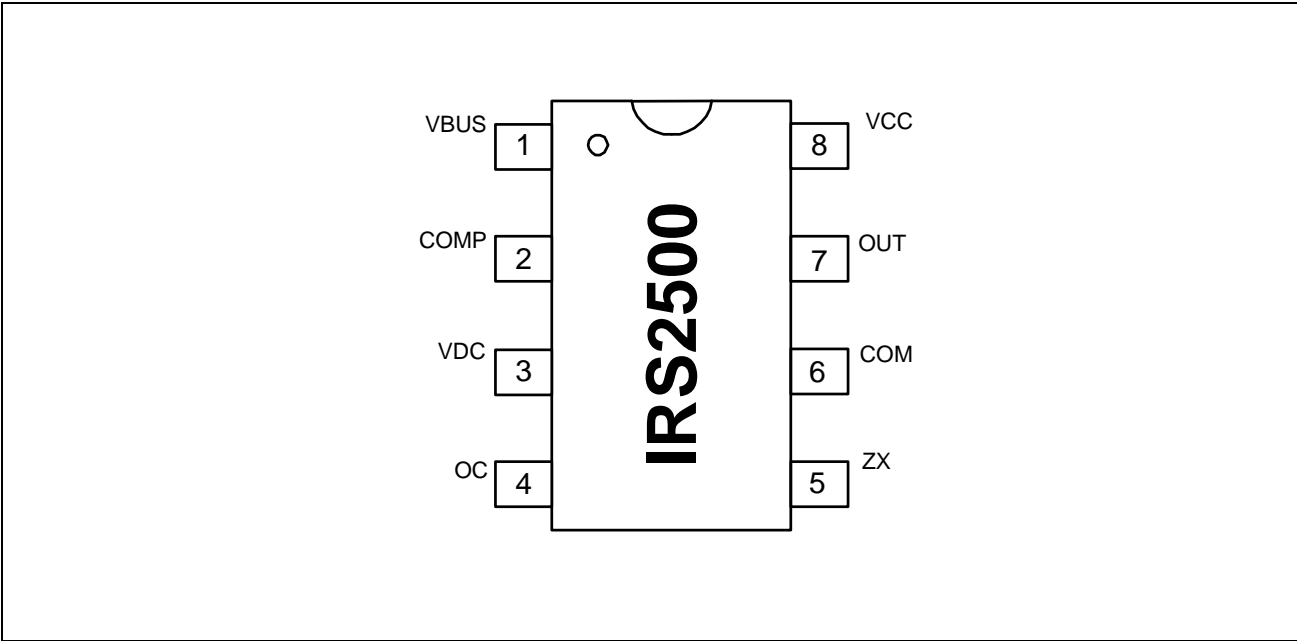 VBUS 1 8 VCC
COMP 2 7 OUT
VDC 3 6 COM
OC 4 5 ZX
IRS2500